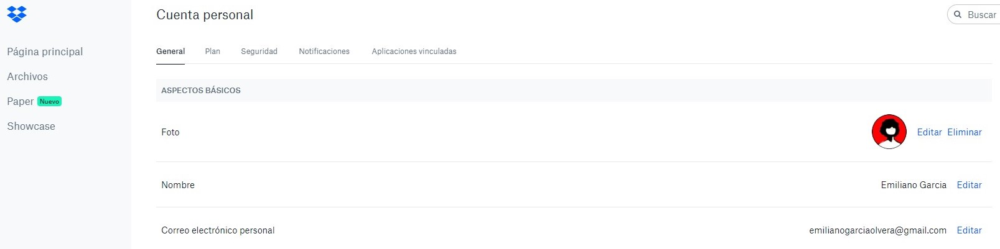 Cuenta personal
Buscar
Página principal
Archivos
Paper Nuevo
Showcase
General Plan Seguridad Notificaciones Aplicaciones vinculadas
ASPECTOS BÁSICOS
Foto Editar Eliminar
Nombre Emiliano Garcia Editar
Correo electrónico personal emilianogarciaolvera@gmail.com Editar